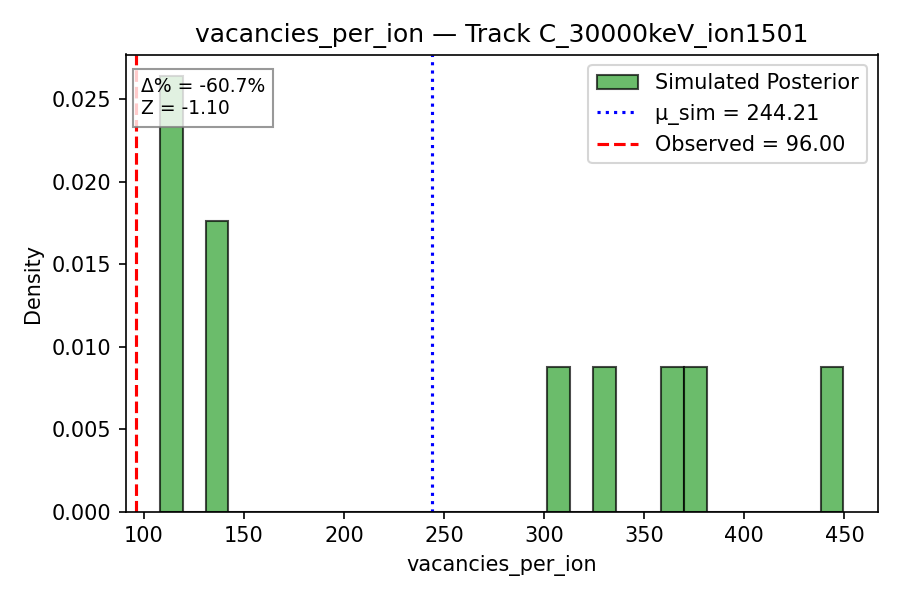 vacancies_per_ion — Track C_30000keV_ion1501
Δ% = -60.7%
Z = -1.10
Simulated Posterior
μ_sim = 244.21
Observed = 96.00
Density
0.025
0.020
0.015
0.010
0.005
0.000
100 150 200 250 300 350 400 450
vacancies_per_ion